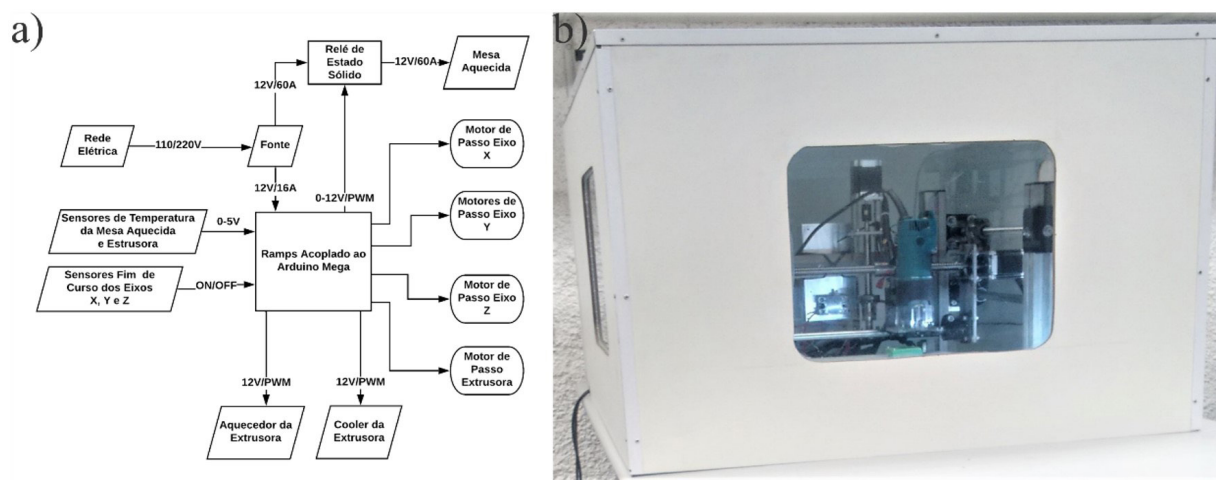 a)
b)
Relé de
Estado
Sólido
12V/60A
Mesa
Aquecida
12V/60A
Rede
Elétrica
110/220V
Fonte
Motor de
Passo Eixo
X
12V/16A
0-12V/PWM
Sensores de Temperatura
da Mesa Aquecida
e Estrusora
0-5V
Motores de
Passo Eixo
Y
Ramps Acoplado ao
Arduino Mega
Sensores Fim de
Curso dos Eixos
X, Y e Z
ON/OFF
Motor de
Passo Eixo
Z
Motor de
Passo
Extrusora
12V/PWM
12V/PWM
Aquecedor da
Extrusora
Cooler da
Extrusora